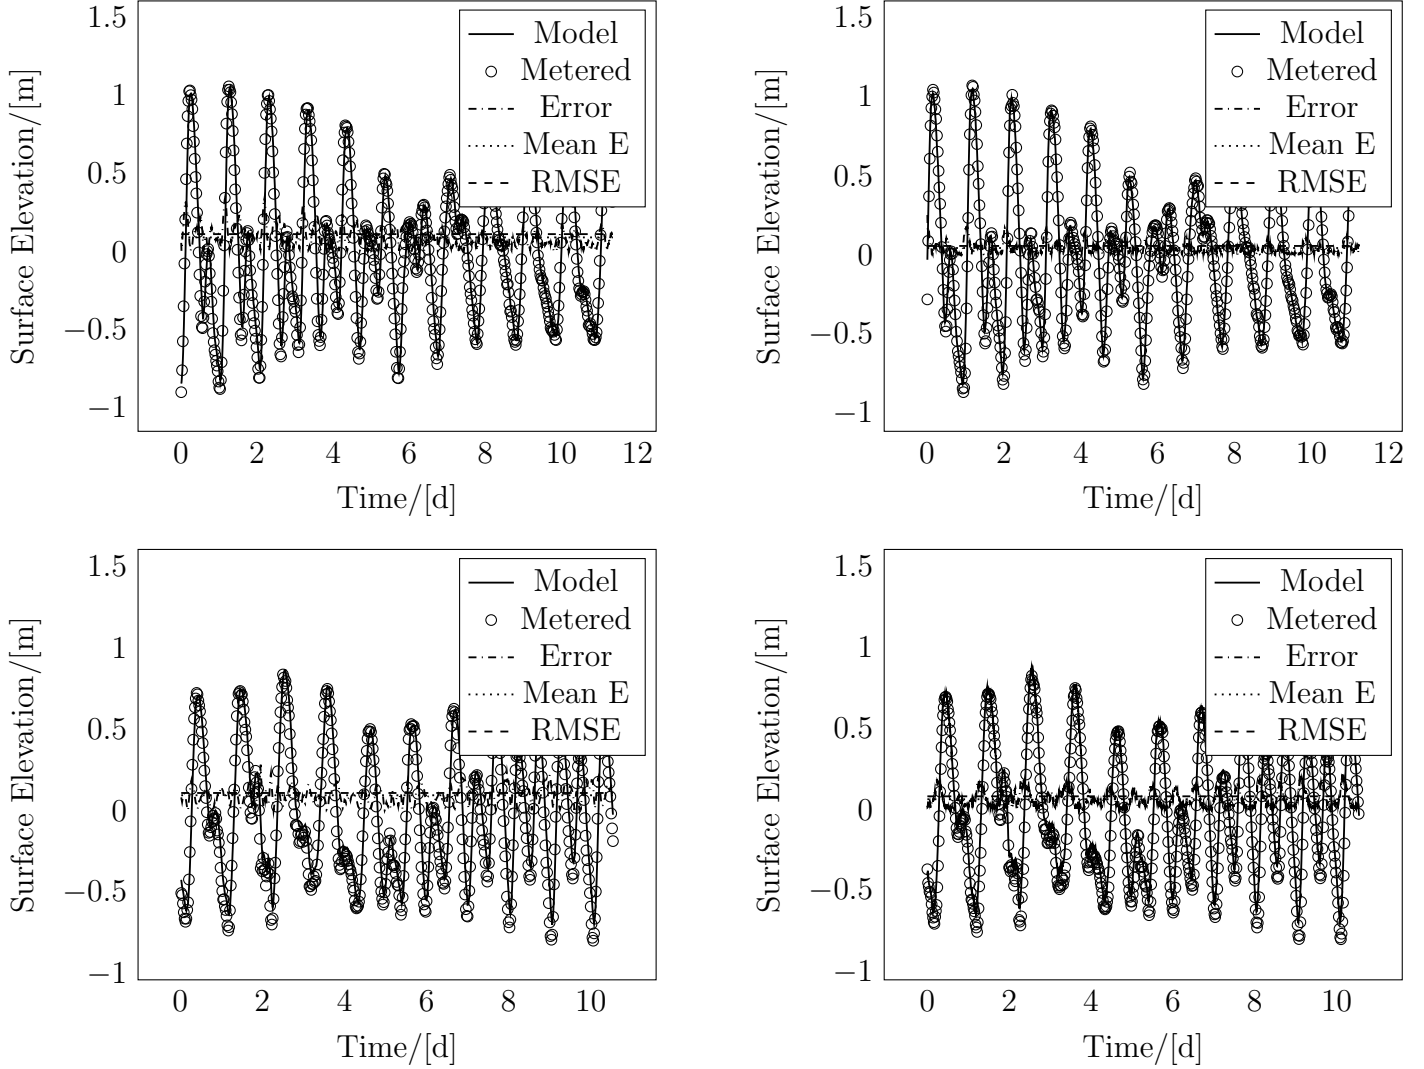 1.5
1
0.5
0
−0.5
−1
Surface Elevation/[m]
Model
Metered
Error
Mean E
RMSE
0 2 4 6 8 10 12
Time/[d]
1.5
1
0.5
0
−0.5
−1
Surface Elevation/[m]
Model
Metered
Error
Mean E
RMSE
0 2 4 6 8 10 12
Time/[d]
1.5
1
0.5
0
−0.5
−1
Surface Elevation/[m]
Model
Metered
Error
Mean E
RMSE
0 2 4 6 8 10
Time/[d]
1.5
1
0.5
0
−0.5
−1
Surface Elevation/[m]
Model
Metered
Error
Mean E
RMSE
0 2 4 6 8 10
Time/[d]